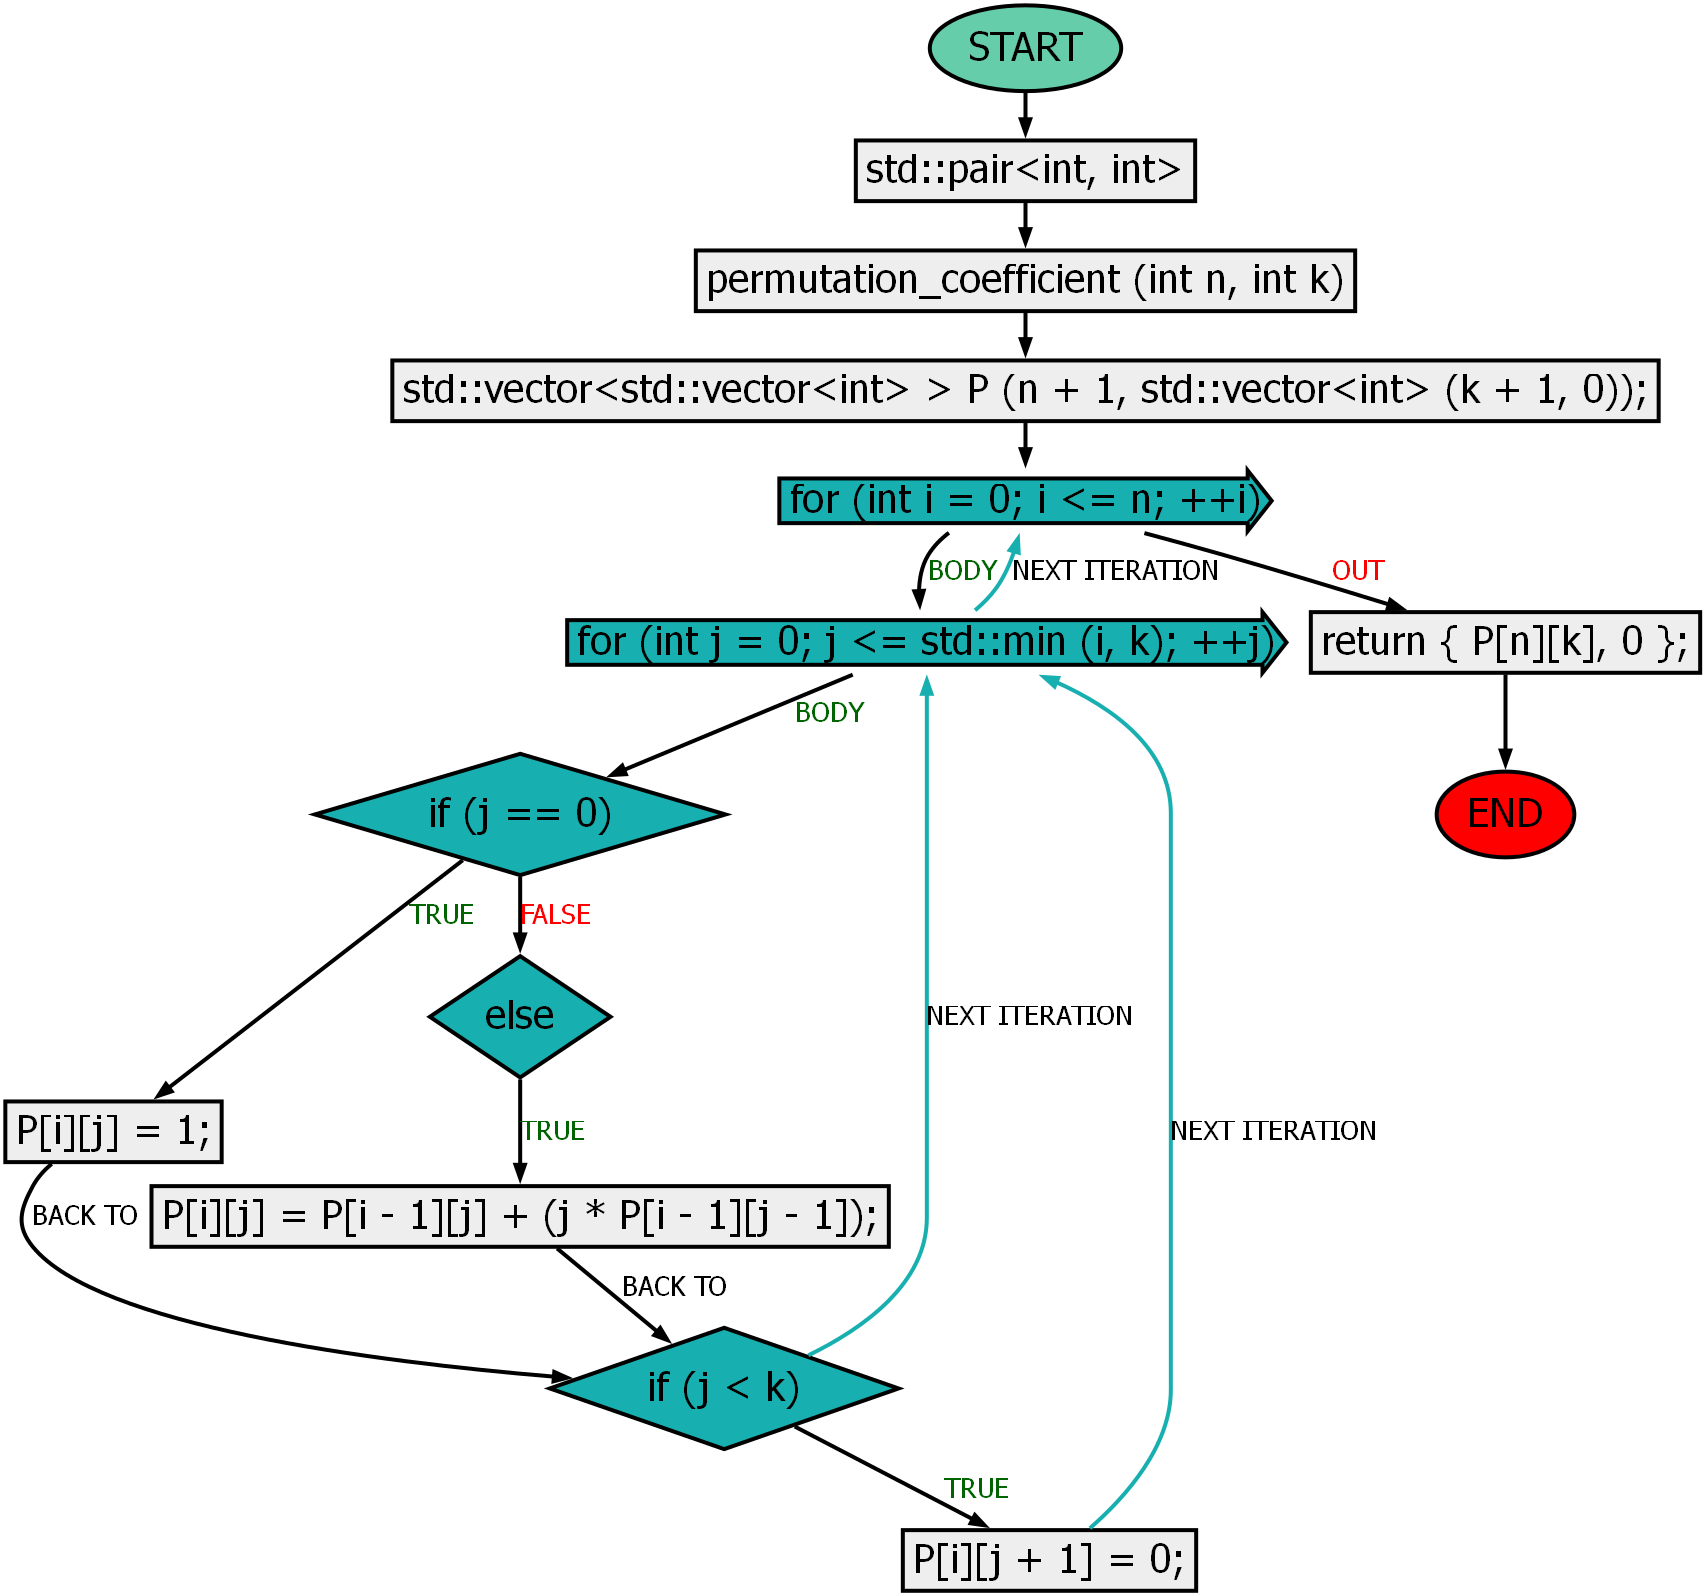 START
std::pair<int, int>
permutation_coefficient (int n, int k)
std::vector<std::vector<int> > P (n + 1, std::vector<int> (k + 1, 0));
for (int i = 0; i <= n; ++i)
BODY
NEXT ITERATION
OUT
for (int j = 0; j <= std::min (i, k); ++j)
return { P[n][k], 0 };
BODY
if (j == 0)
END
TRUE
FALSE
else
NEXT ITERATION
P[i][j] = 1;
TRUE
NEXT ITERATION
BACK TO
P[i][j] = P[i - 1][j] + (j * P[i - 1][j - 1]);
BACK TO
if (j < k)
TRUE
P[i][j + 1] = 0;